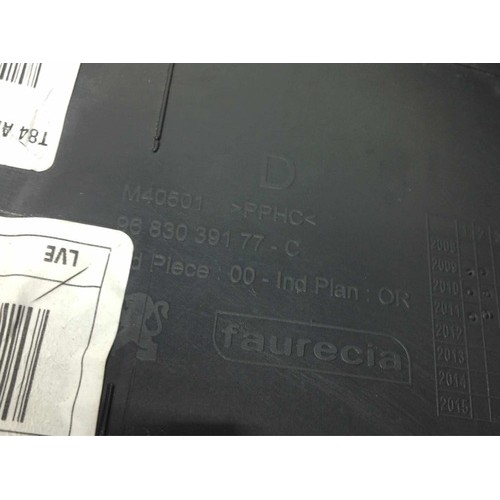 T84 A
LVE
D
M40501 >PPHC<
96 830 391 77 - C
d Piece : 00 - Ind Plan : OR
faurecia
2008
2009
2010
2011
2012
2013
2014
2015